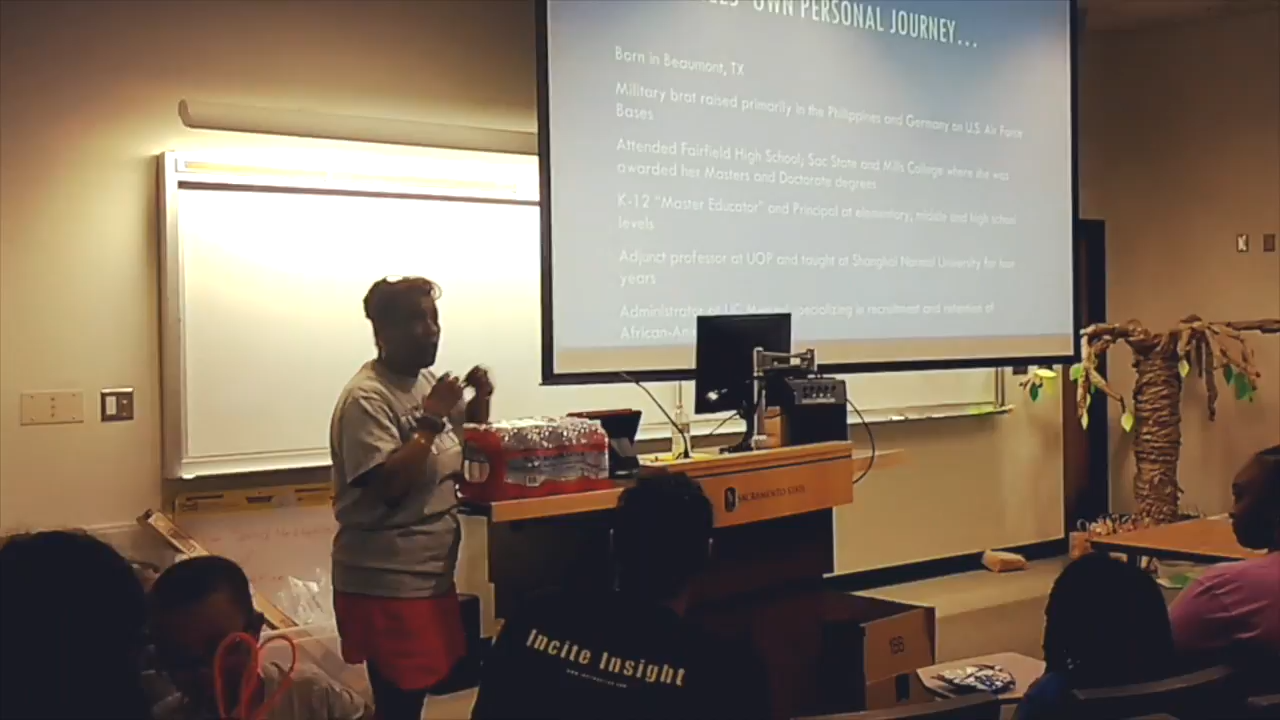 OWN PERSONAL JOURNEY...
Born in Beaumont, TX
Military brat raised primarily in the Philippines and Germany on U.S. Air Force
Bases
Attended Fairfield High School; Sac State and Mills College where she was
awarded her Masters and Doctorate degrees
K-12 "Master Educator" and Principal at elementary, middle and high school
levels
Adjunct professor at UOP and taught at Shanghai Normal University for four
years
Administrator at UC Merced specializing in recruitment and retention of
African-Am
SACRAMENTO STATE
Incite Insight
166